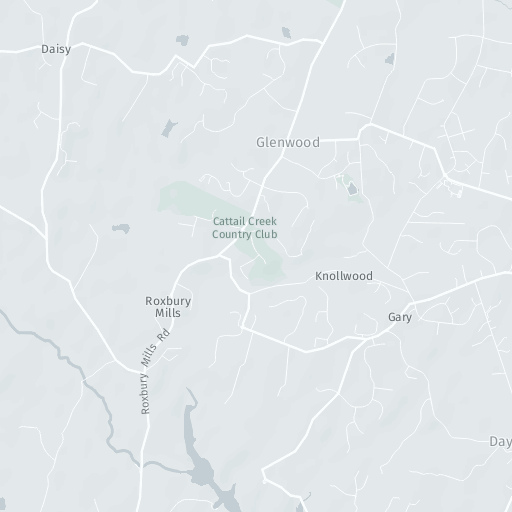 Daisy
Glenwood
Cattail Creek
Country Club
Knollwood
Roxbury
Mills
Gary
Roxbury Mills Rd
Day